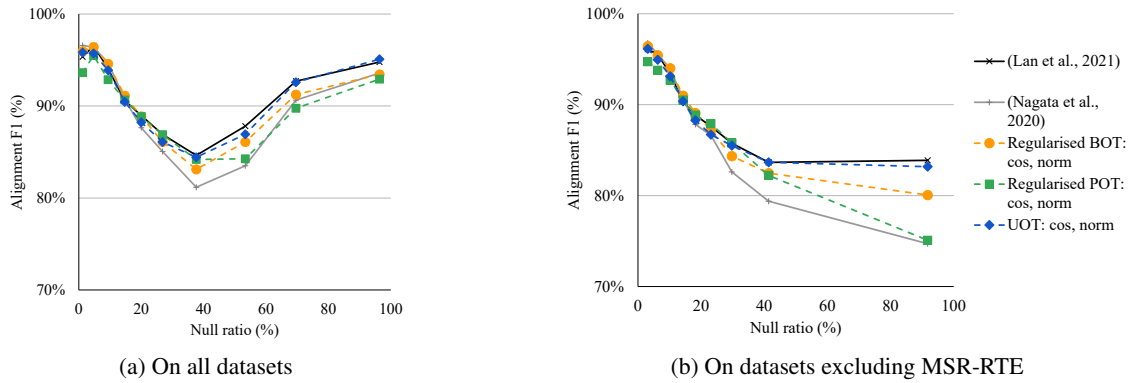 100%
90%
80%
70%
Alignment F1 (%)
0 20 40 60 80 100
Null ratio (%)
(a) On all datasets
100%
90%
80%
70%
Alignment F1 (%)
0 20 40 60 80 100
Null ratio (%)
(b) On datasets excluding MSR-RTE
(Lan et al., 2021)
(Nagata et al.,
2020)
Regularised BOT:
cos, norm
Regularised POT:
cos, norm
UOT: cos, norm